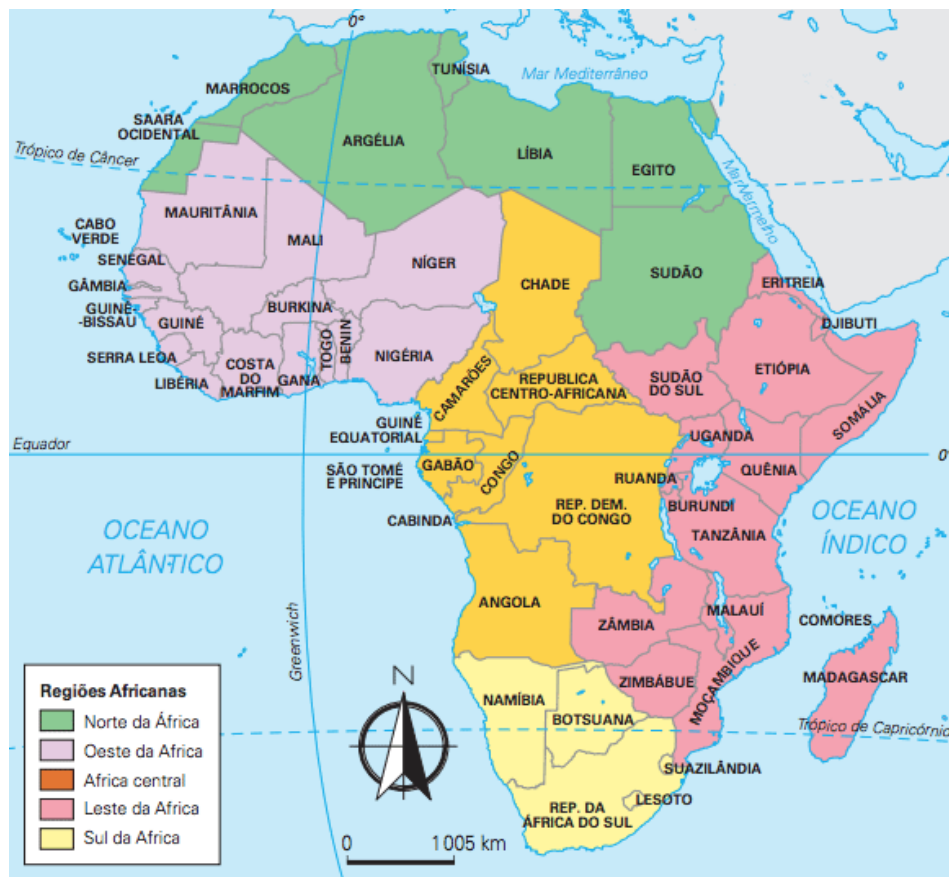 0°
TUNÍSIA
Mar Mediterrâneo
MARROCOS
SAARA
OCIDENTAL
Trópico de Câncer
ARGÉLIA
LÍBIA
EGITO
Mar Vermelho
MAURITÂNIA
CABO
VERDE
MALI
SENEGAL
NÍGER
SUDÃO
CHADE
ERITREIA
GÂMBIA
GUINÉ-
-BISSAU
GUINÉ
BURKINA
DJIBUTI
SERRA LEOA
COSTA
DO
MARFIM
TOGO
BENIN
NIGÉRIA
ETIÓPIA
LIBÉRIA
GANA
CAMARÕES
REPUBLICA
CENTRO-AFRICANA
SUDÃO
DO SUL
SOMÁLIA
GUINÉ
EQUATORIAL
UGANDA
Equador
0°
SÃO TOMÉ
E PRINCIPE
GABÃO
CONGO
RUANDA
QUÊNIA
BURUNDI
REP. DEM.
DO CONGO
CABINDA
TANZÂNIA
OCEANO
ATLÂNTICO
OCEANO
ÍNDICO
ANGOLA
Greenwich
ZÂMBIA
MALAUÍ
COMORES
MOÇAMBIQUE
MADAGASCAR
ZIMBÁBUE
N
NAMÍBIA
BOTSUANA
Trópico de Capricórnio
SUAZILÂNDIA
LESOTO
REP. DA
ÁFRICA DO SUL
0
1 005 km
Regiões Africanas
Norte da África
Oeste da Africa
Africa central
Leste da Africa
Sul da Africa